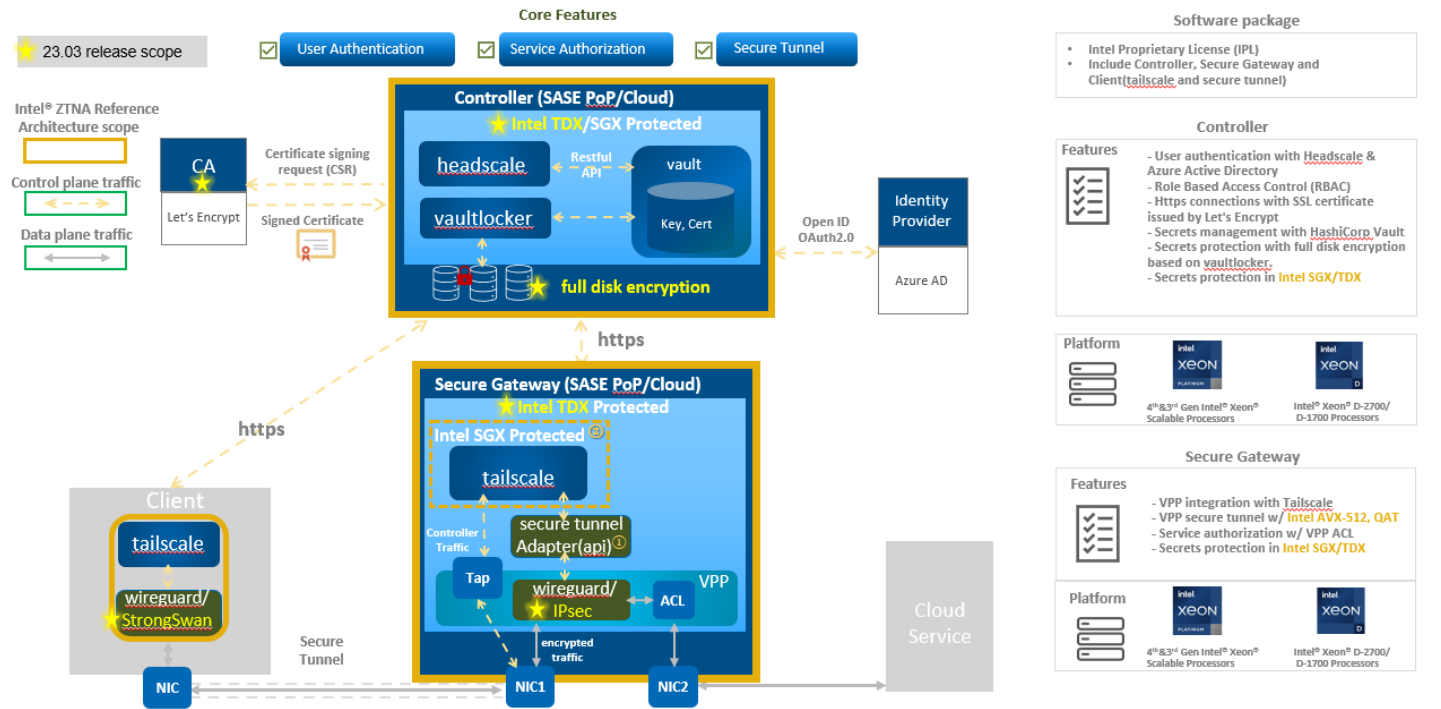 Core Features
23.03 release scope
User Authentication
Service Authorization
Secure Tunnel
Intel® ZTNA Reference
Architecture scope
Control plane traffic
Data plane traffic
CA
Let's Encrypt
Certificate signing
request (CSR)
Signed Certificate
Controller (SASE PoP/Cloud)
Intel TDX/SGX Protected
headscale
Restful
API
vault
vaultlocker
Key, Cert
full disk encryption
Open ID
OAuth2.0
Identity
Provider
Azure AD
https
https
Secure Gateway (SASE PoP/Cloud)
Intel TDX Protected
Intel SGX Protected ②
tailscale
Controller
Traffic
secure tunnel
Adapter(api)①
Tap
VPP
wireguard/
IPsec
ACL
encrypted
traffic
NIC1
NIC2
Client
tailscale
wireguard/
StrongSwan
NIC
Secure
Tunnel
Cloud
Service
Software package
• Intel Proprietary License (IPL)
• Include Controller, Secure Gateway and
Client(tailscale and secure tunnel)
Controller
Features
- User authentication with Headscale &
Azure Active Directory
- Role Based Access Control (RBAC)
- Https connections with SSL certificate
issued by Let's Encrypt
- Secrets management with HashiCorp Vault
- Secrets protection with full disk encryption
based on vaultlocker.
- Secrets protection in Intel SGX/TDX
Platform
intel
XEON
PLATINUM
intel
XEON
D
4th&3rd Gen Intel® Xeon®
Scalable Processors
Intel® Xeon® D-2700/
D-1700 Processors
Secure Gateway
Features
- VPP integration with Tailscale
- VPP secure tunnel w/ Intel AVX-512, QAT
- Service authorization w/ VPP ACL
- Secrets protection in Intel SGX/TDX
Platform
intel
XEON
PLATINUM
intel
XEON
D
4th&3rd Gen Intel® Xeon®
Scalable Processors
Intel® Xeon® D-2700/
D-1700 Processors